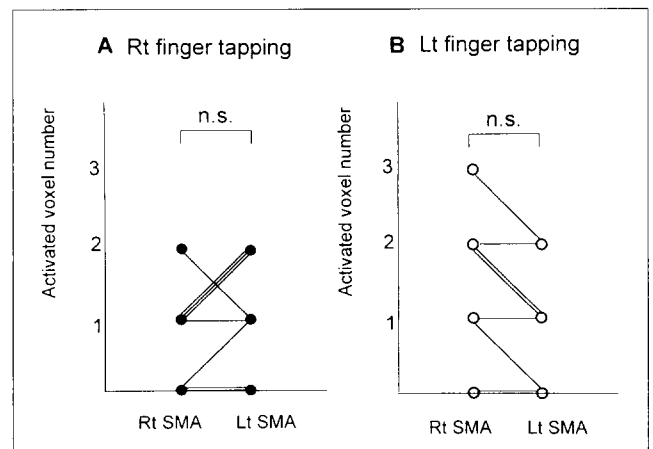 A Rt finger tapping
Activated voxel number
n.s.
3
2
1
Rt SMA Lt SMA
B Lt finger tapping
Activated voxel number
n.s.
3
2
1
Rt SMA Lt SMA